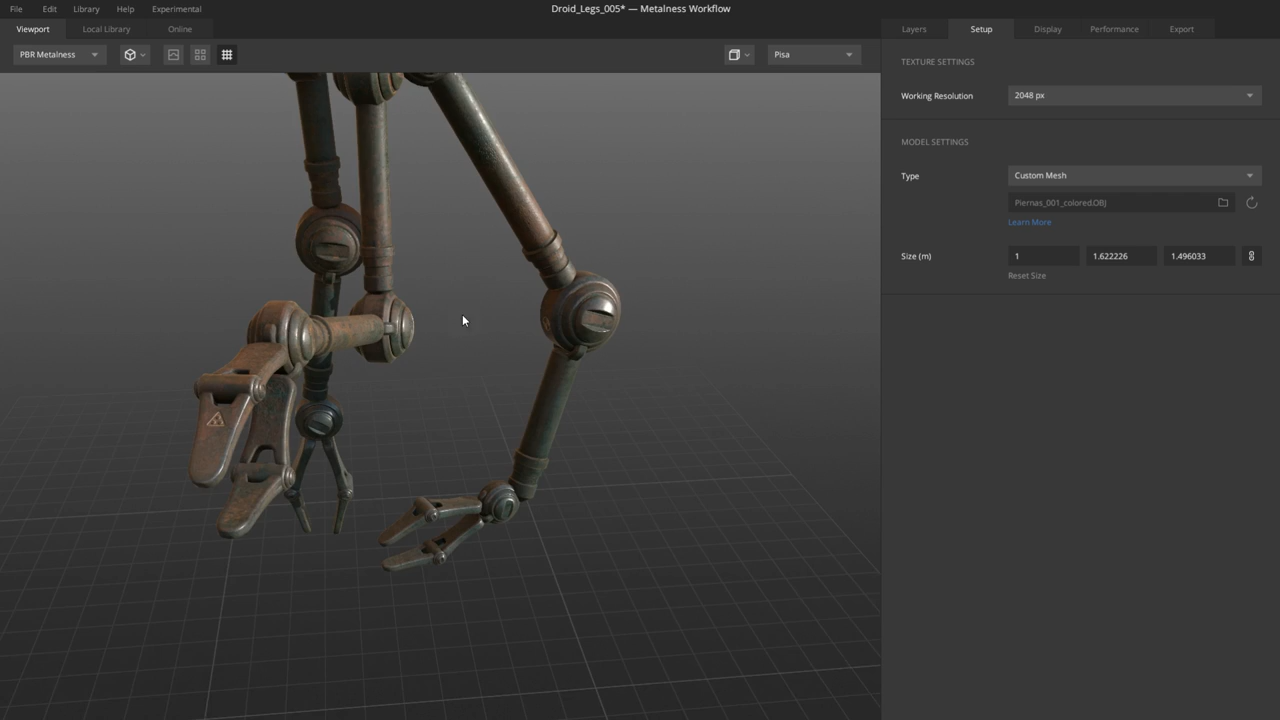 File Edit Library Help Experimental Droid_Legs_005* — Metalness Workflow
Viewport Local Library Online Layers Setup Display Performance Export
PBR Metalness Pisa
TEXTURE SETTINGS
Working Resolution 2048 px
MODEL SETTINGS
Type Custom Mesh
Piernas_001_colored.OBJ
Learn More
Size (m) 1 1.622226 1.496033
Reset Size